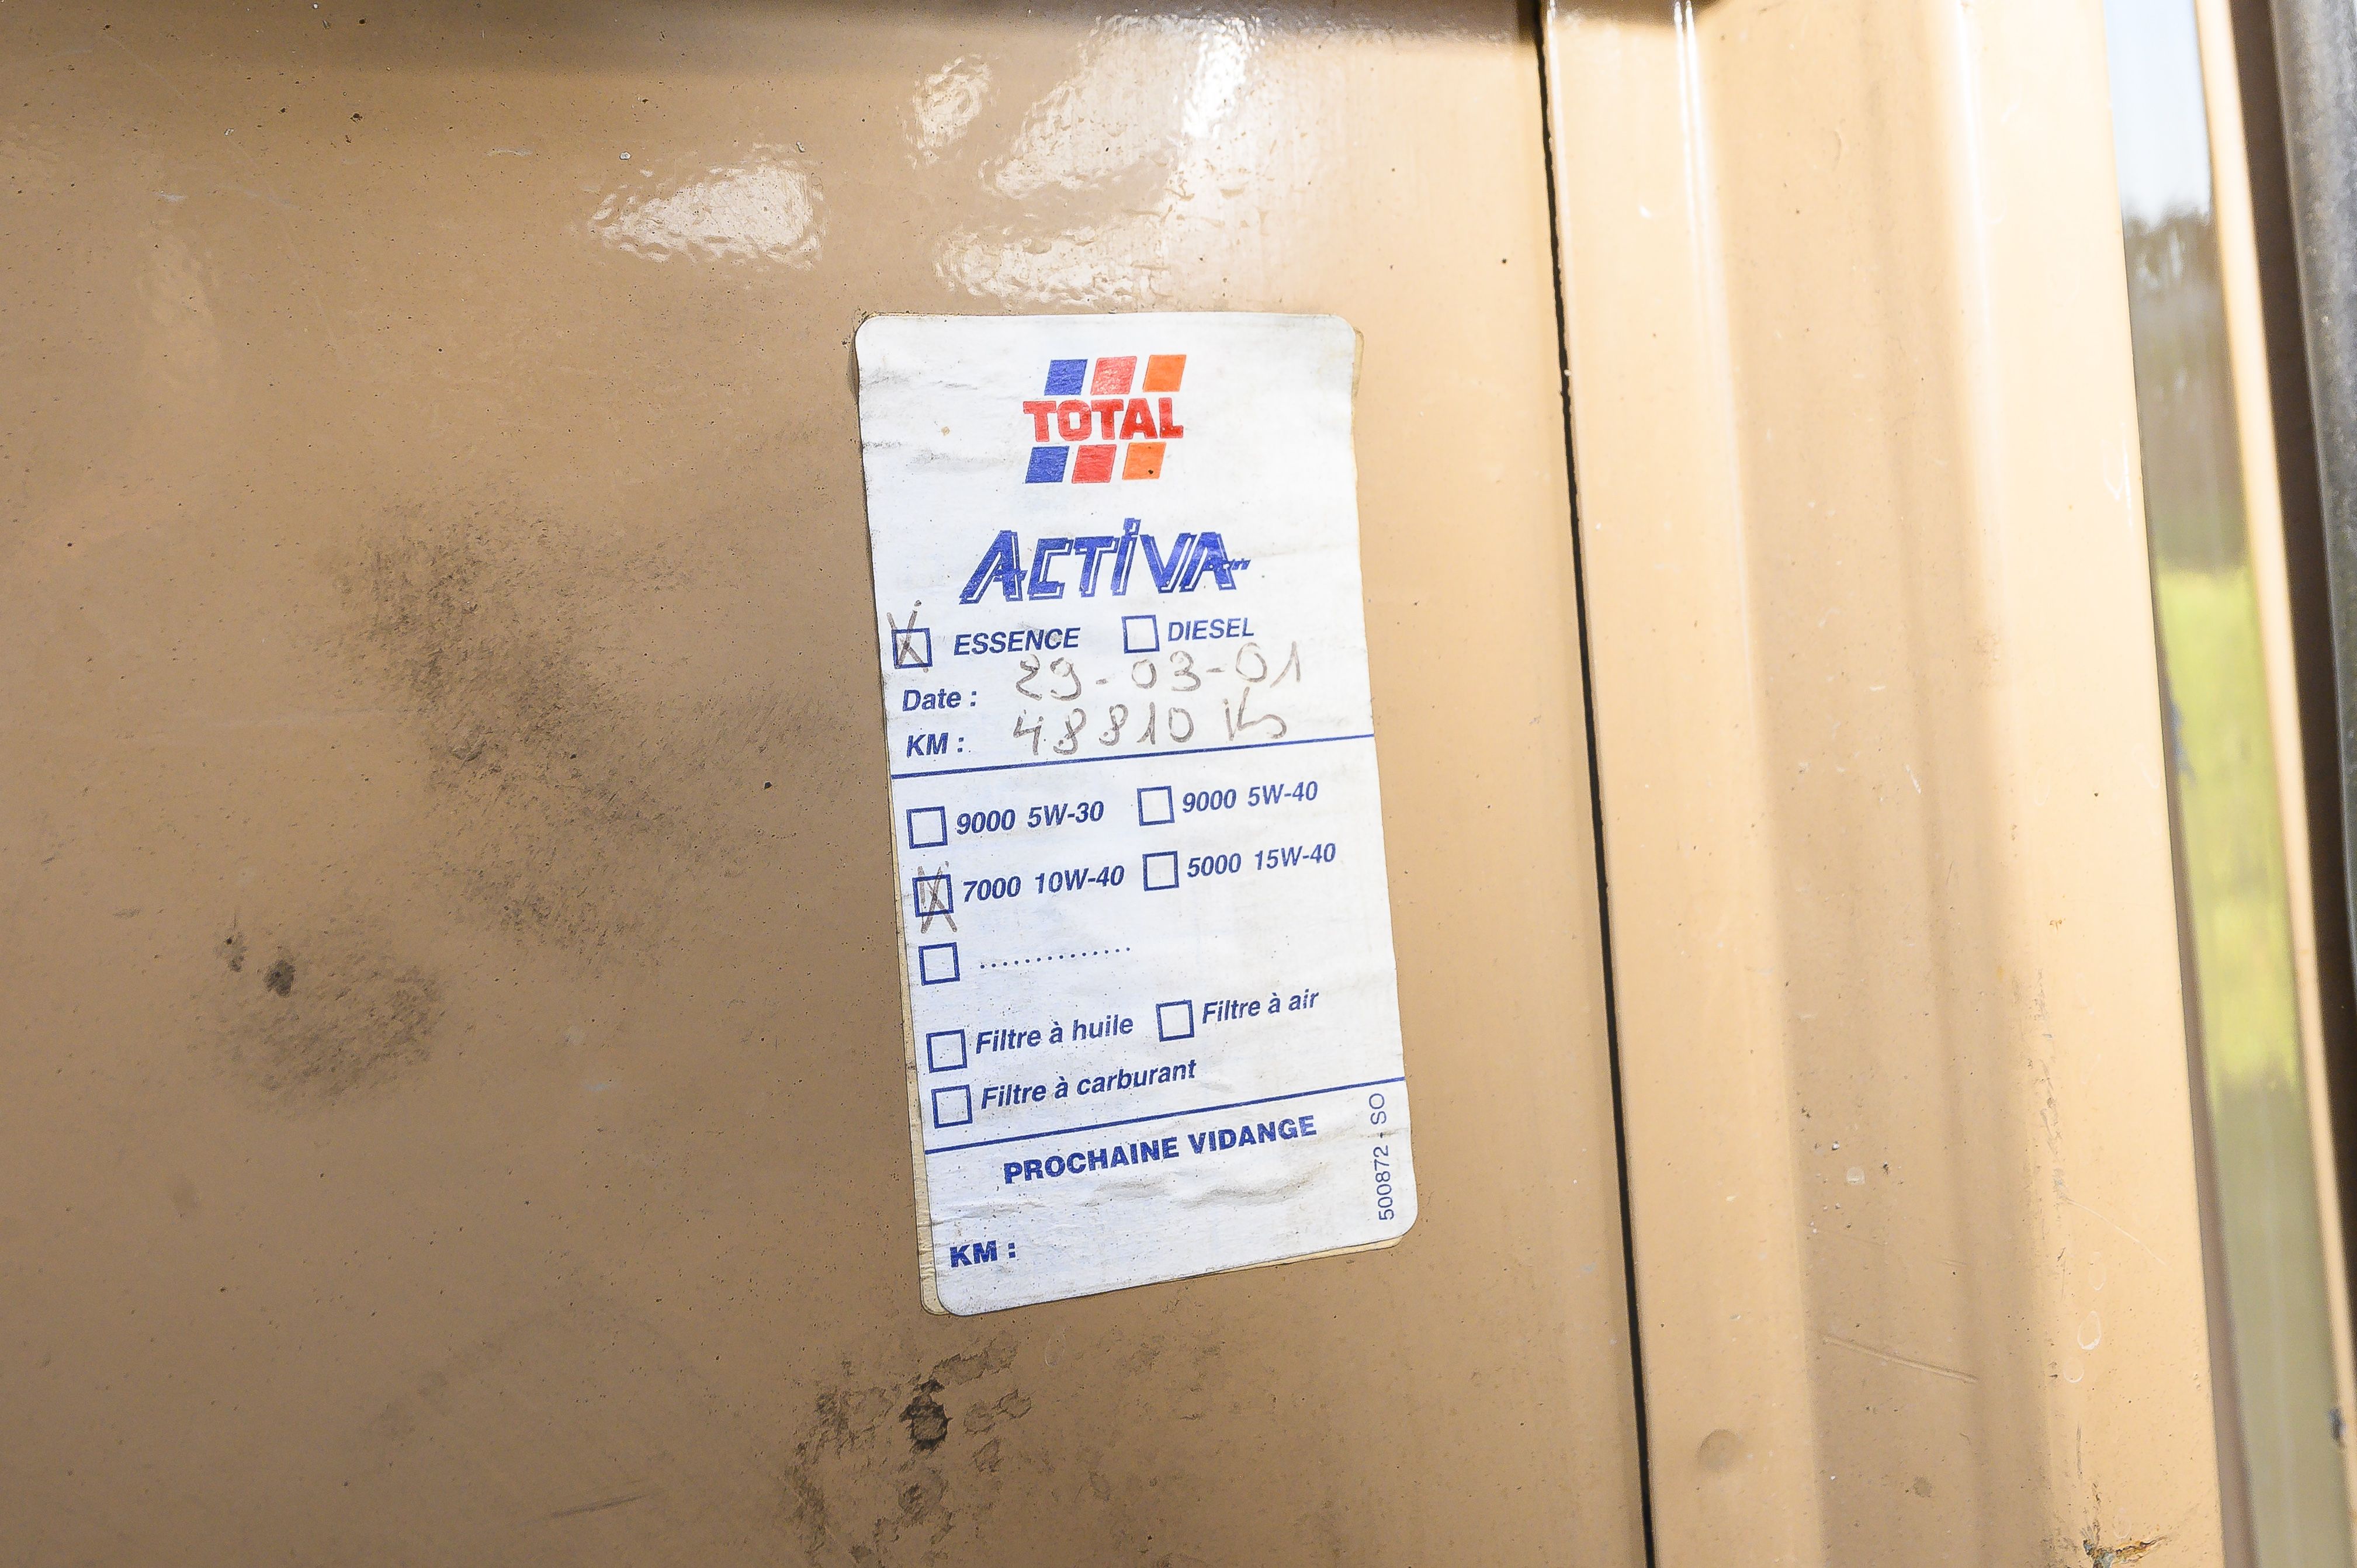 TOTAL
ACTIVA
ESSENCE DIESEL
Date : 29-03-01
KM : 48810 Ks
9000 5W-30 9000 5W-40
7000 10W-40 5000 15W-40
..............
Filtre à huile Filtre à air
Filtre à carburant
PROCHAINE VIDANGE
KM :
500872 - SO